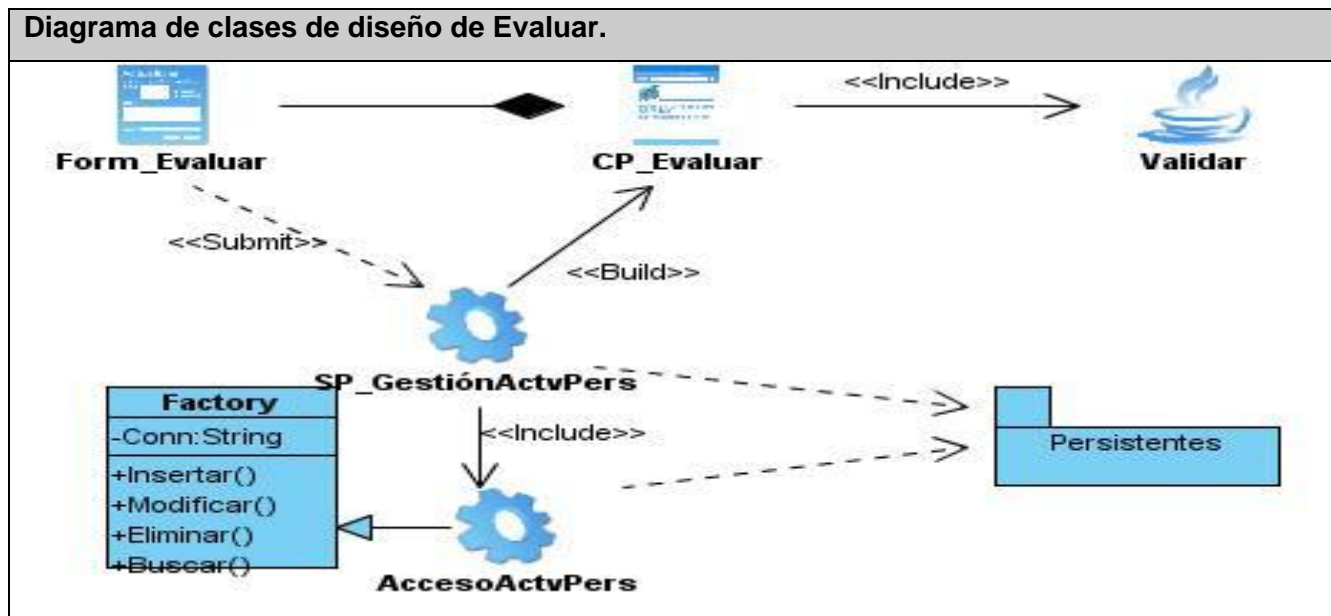 Diagrama de clases de diseño de Evaluar.
<<Include>>
Form_Evaluar
CP_Evaluar
Validar
<<Submit>>
<<Build>>
SP_GestiónActvPers
Factory
-Conn:String
+Insertar()
+Modificar()
+Eliminar()
+Buscar()
<<Include>>
Persistentes
AccesoActvPers